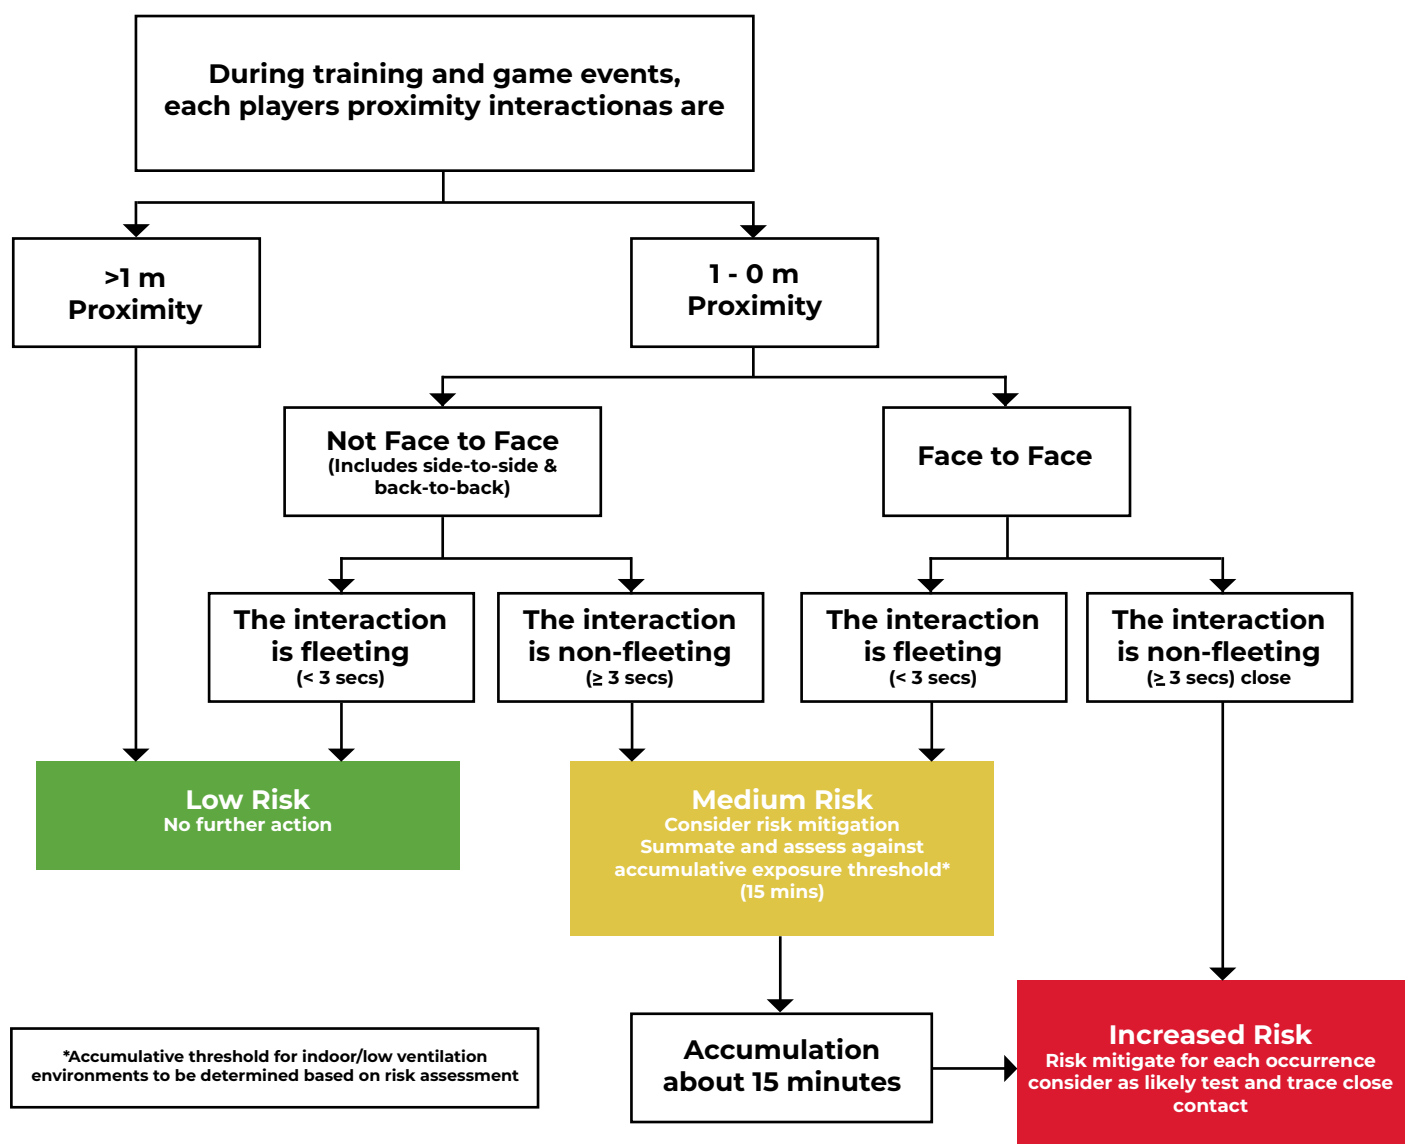 During training and game events,
each players proximity interactionas are
>1 m
Proximity
1 - 0 m
Proximity
Not Face to Face
(Includes side-to-side &
back-to-back)
Face to Face
The interaction
is fleeting
(< 3 secs)
The interaction
is non-fleeting
(≥ 3 secs)
The interaction
is fleeting
(< 3 secs)
The interaction
is non-fleeting
(≥ 3 secs) close
Low Risk
No further action
Medium Risk
Consider risk mitigation
Summate and assess against
accumulative exposure threshold*
(15 mins)
Accumulation
about 15 minutes
Increased Risk
Risk mitigate for each occurrence
consider as likely test and trace close
contact
*Accumulative threshold for indoor/low ventilation
environments to be determined based on risk assessment